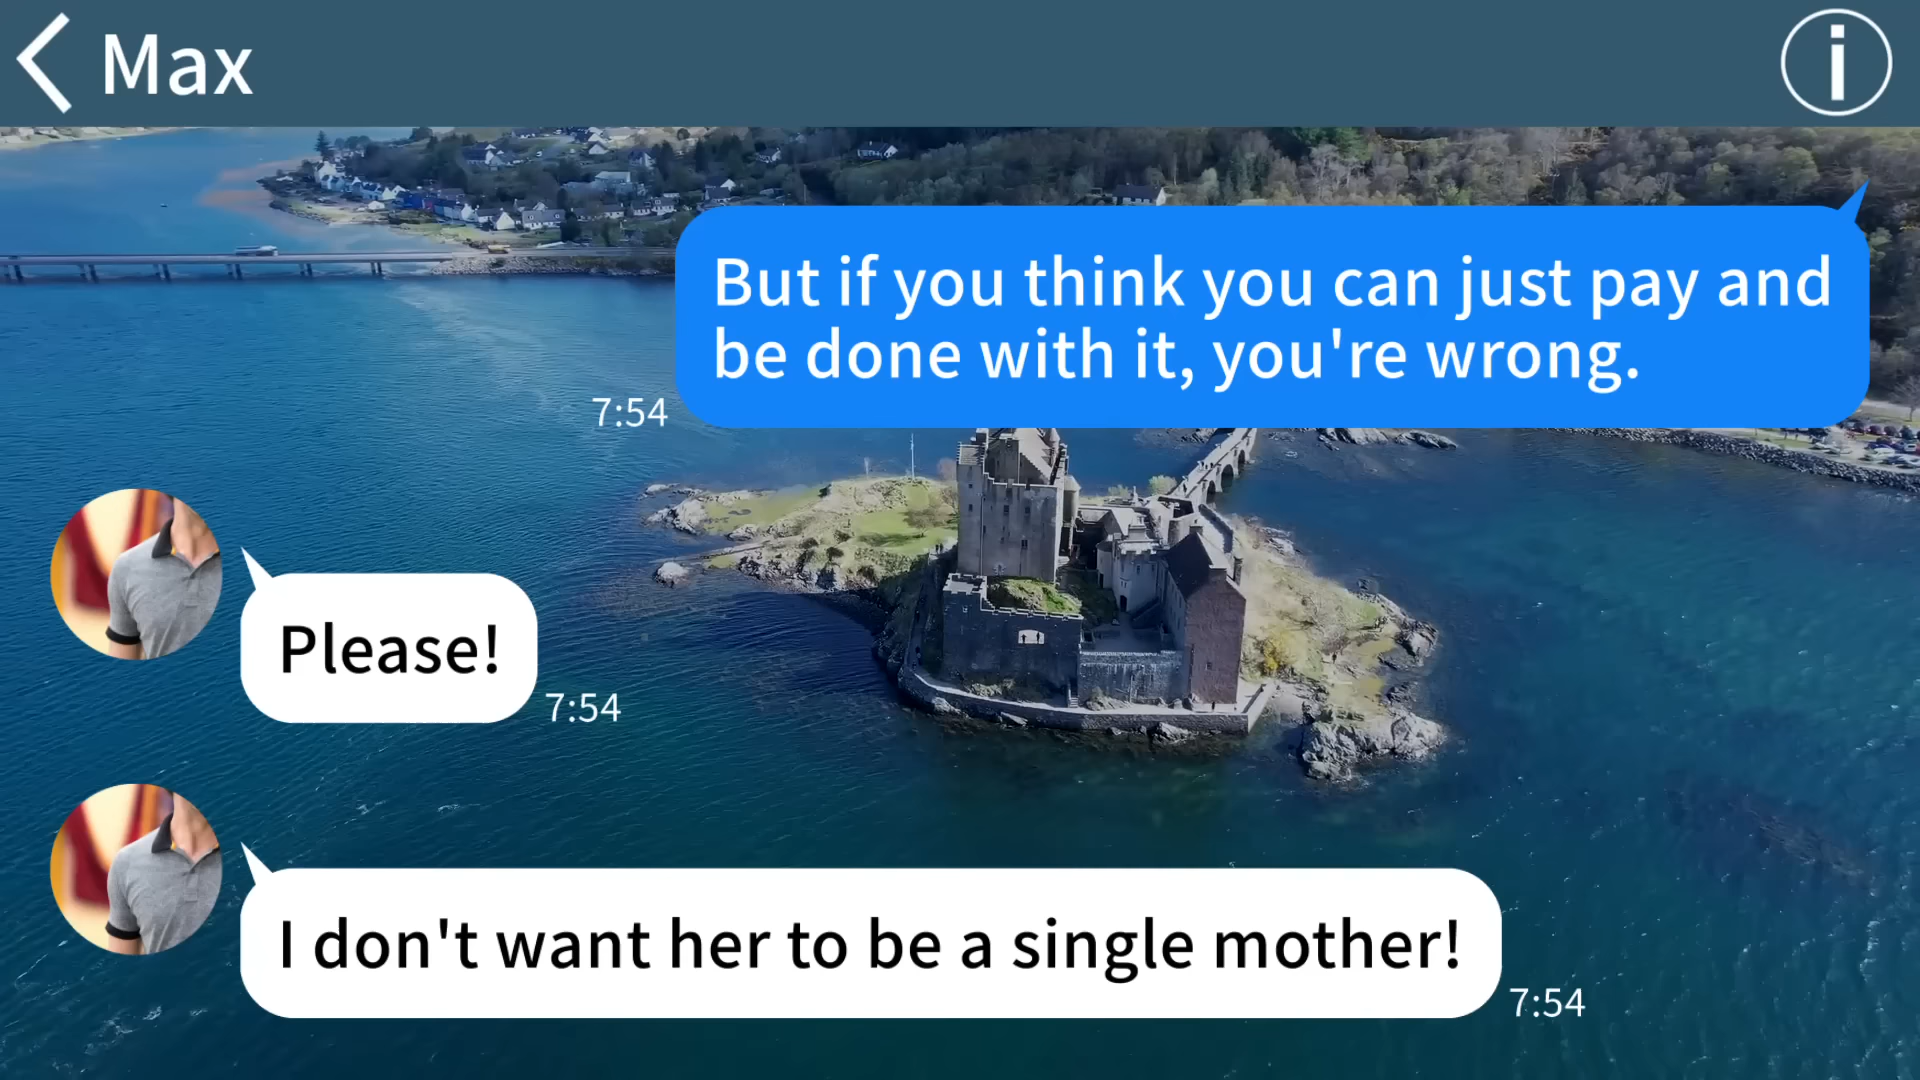 Max
But if you think you can just pay and
be done with it, you're wrong.
7:54
Please!
7:54
I don't want her to be a single mother!
7:54